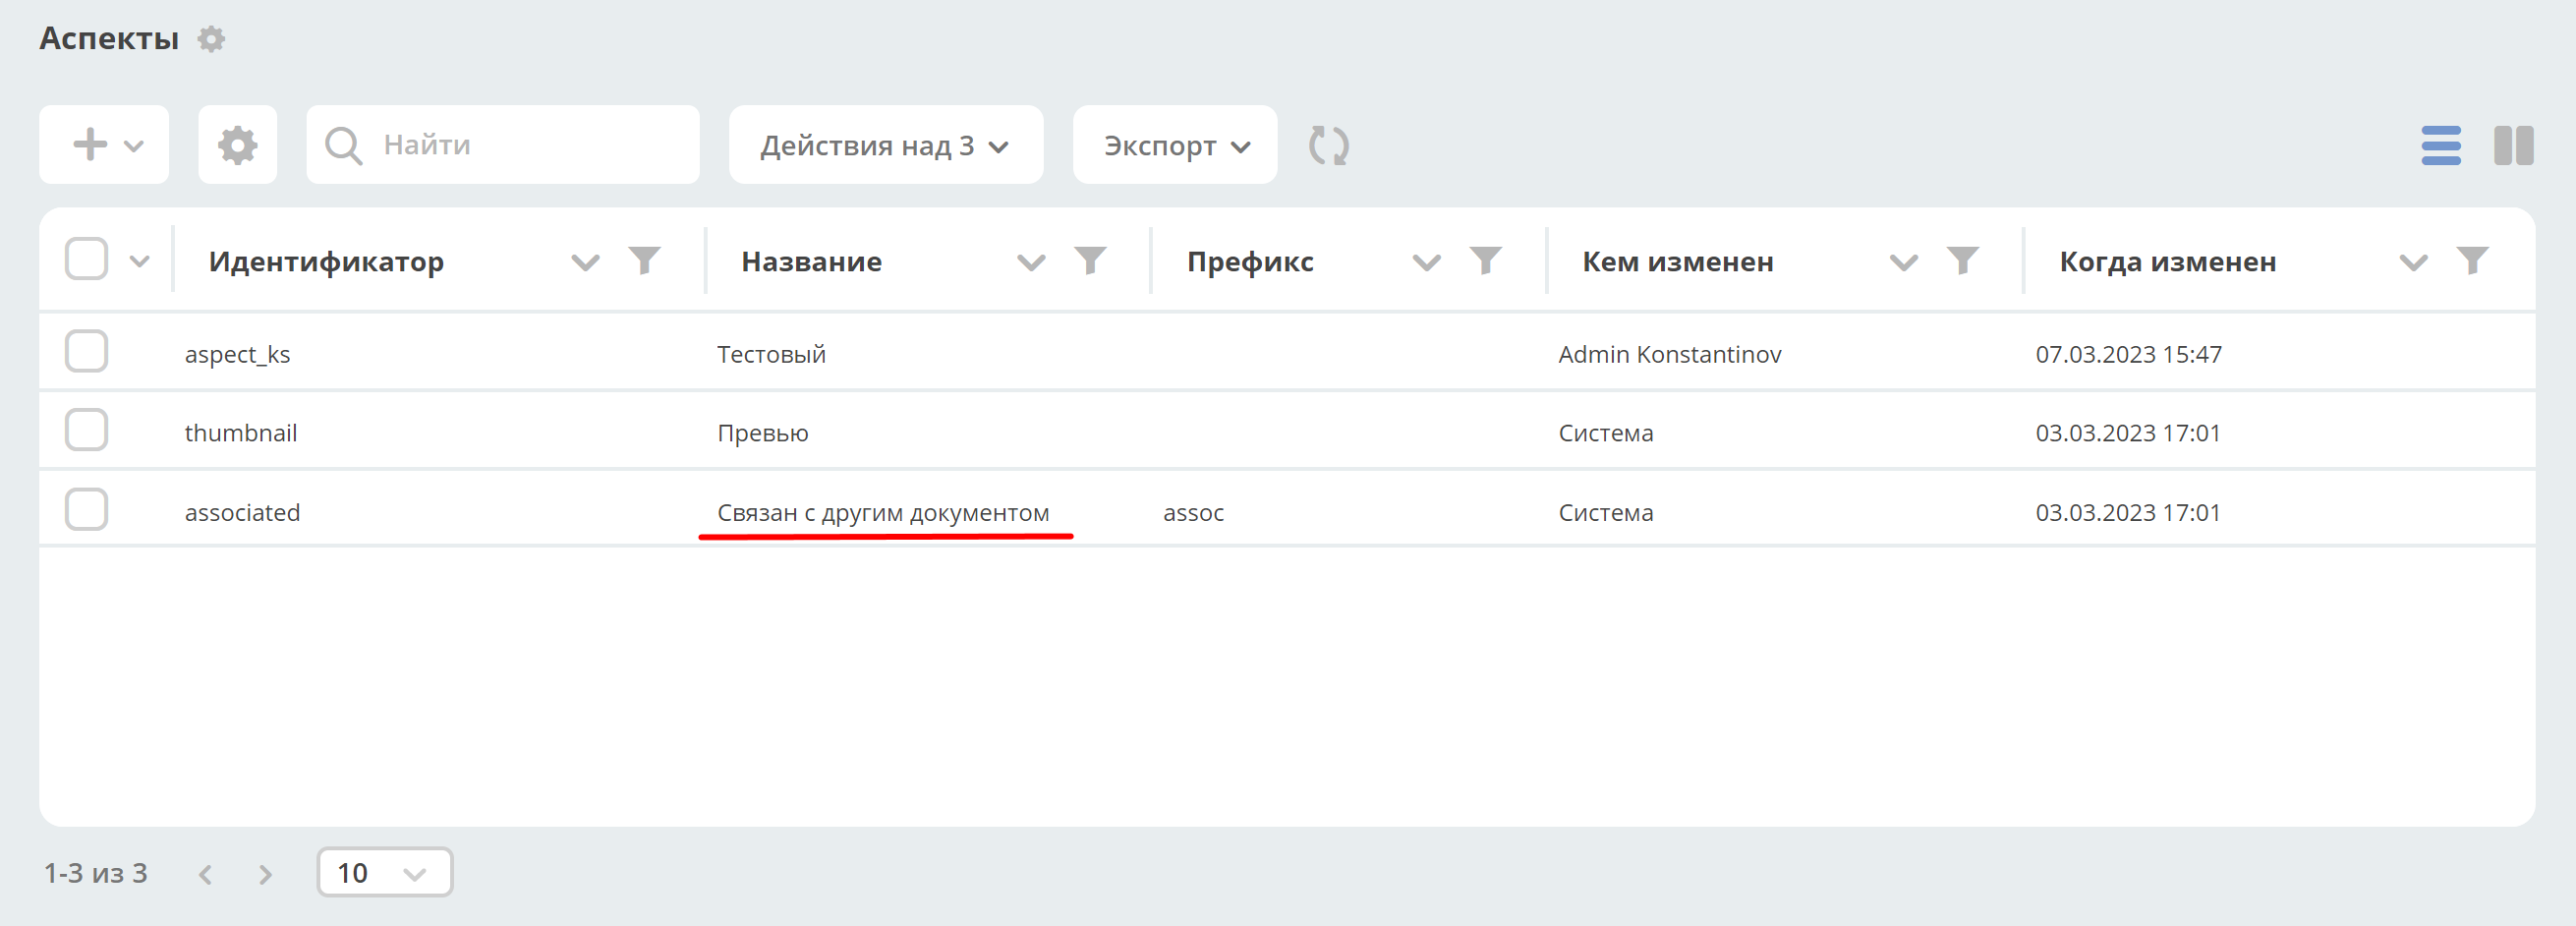 Аспекты
Найти Действия над 3 Экспорт
Идентификатор Название Префикс Кем изменен Когда изменен
aspect_ks Тестовый Admin Konstantinov 07.03.2023 15:47
thumbnail Превью Система 03.03.2023 17:01
associated Связан с другим документом assoc Система 03.03.2023 17:01
1-3 из 3 10